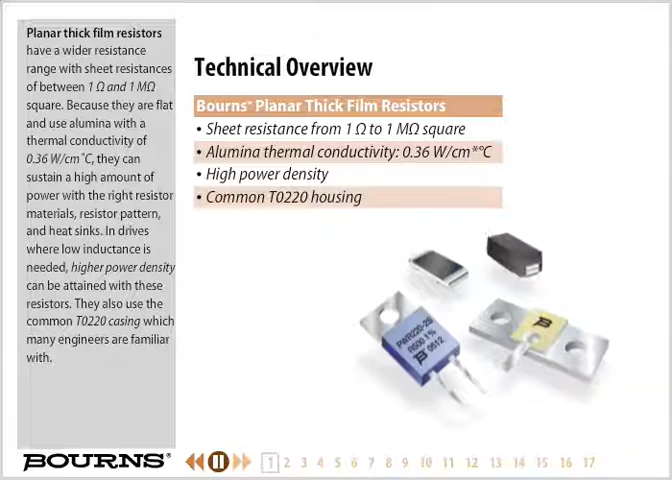 Planar thick film resistors
have a wider resistance
range with sheet resistances
of between 1 Ω and 1 MΩ
square. Because they are flat
and use alumina with a
thermal conductivity of
0.36 W/cm˚C, they can
sustain a high amount of
power with the right resistor
materials, resistor pattern,
and heat sinks. In drives
where low inductance is
needed, higher power density
can be attained with these
resistors. They also use the
common T0220 casing which
many engineers are familiar
with.
Technical Overview
Bourns® Planar Thick Film Resistors
• Sheet resistance from 1 Ω to 1 MΩ square
• Alumina thermal conductivity: 0.36 W/cm*°C
• High power density
• Common T0220 housing
PWR220-2S
R500 1%
0512
BOURNS®
1 2 3 4 5 6 7 8 9 10 11 12 13 14 15 16 17